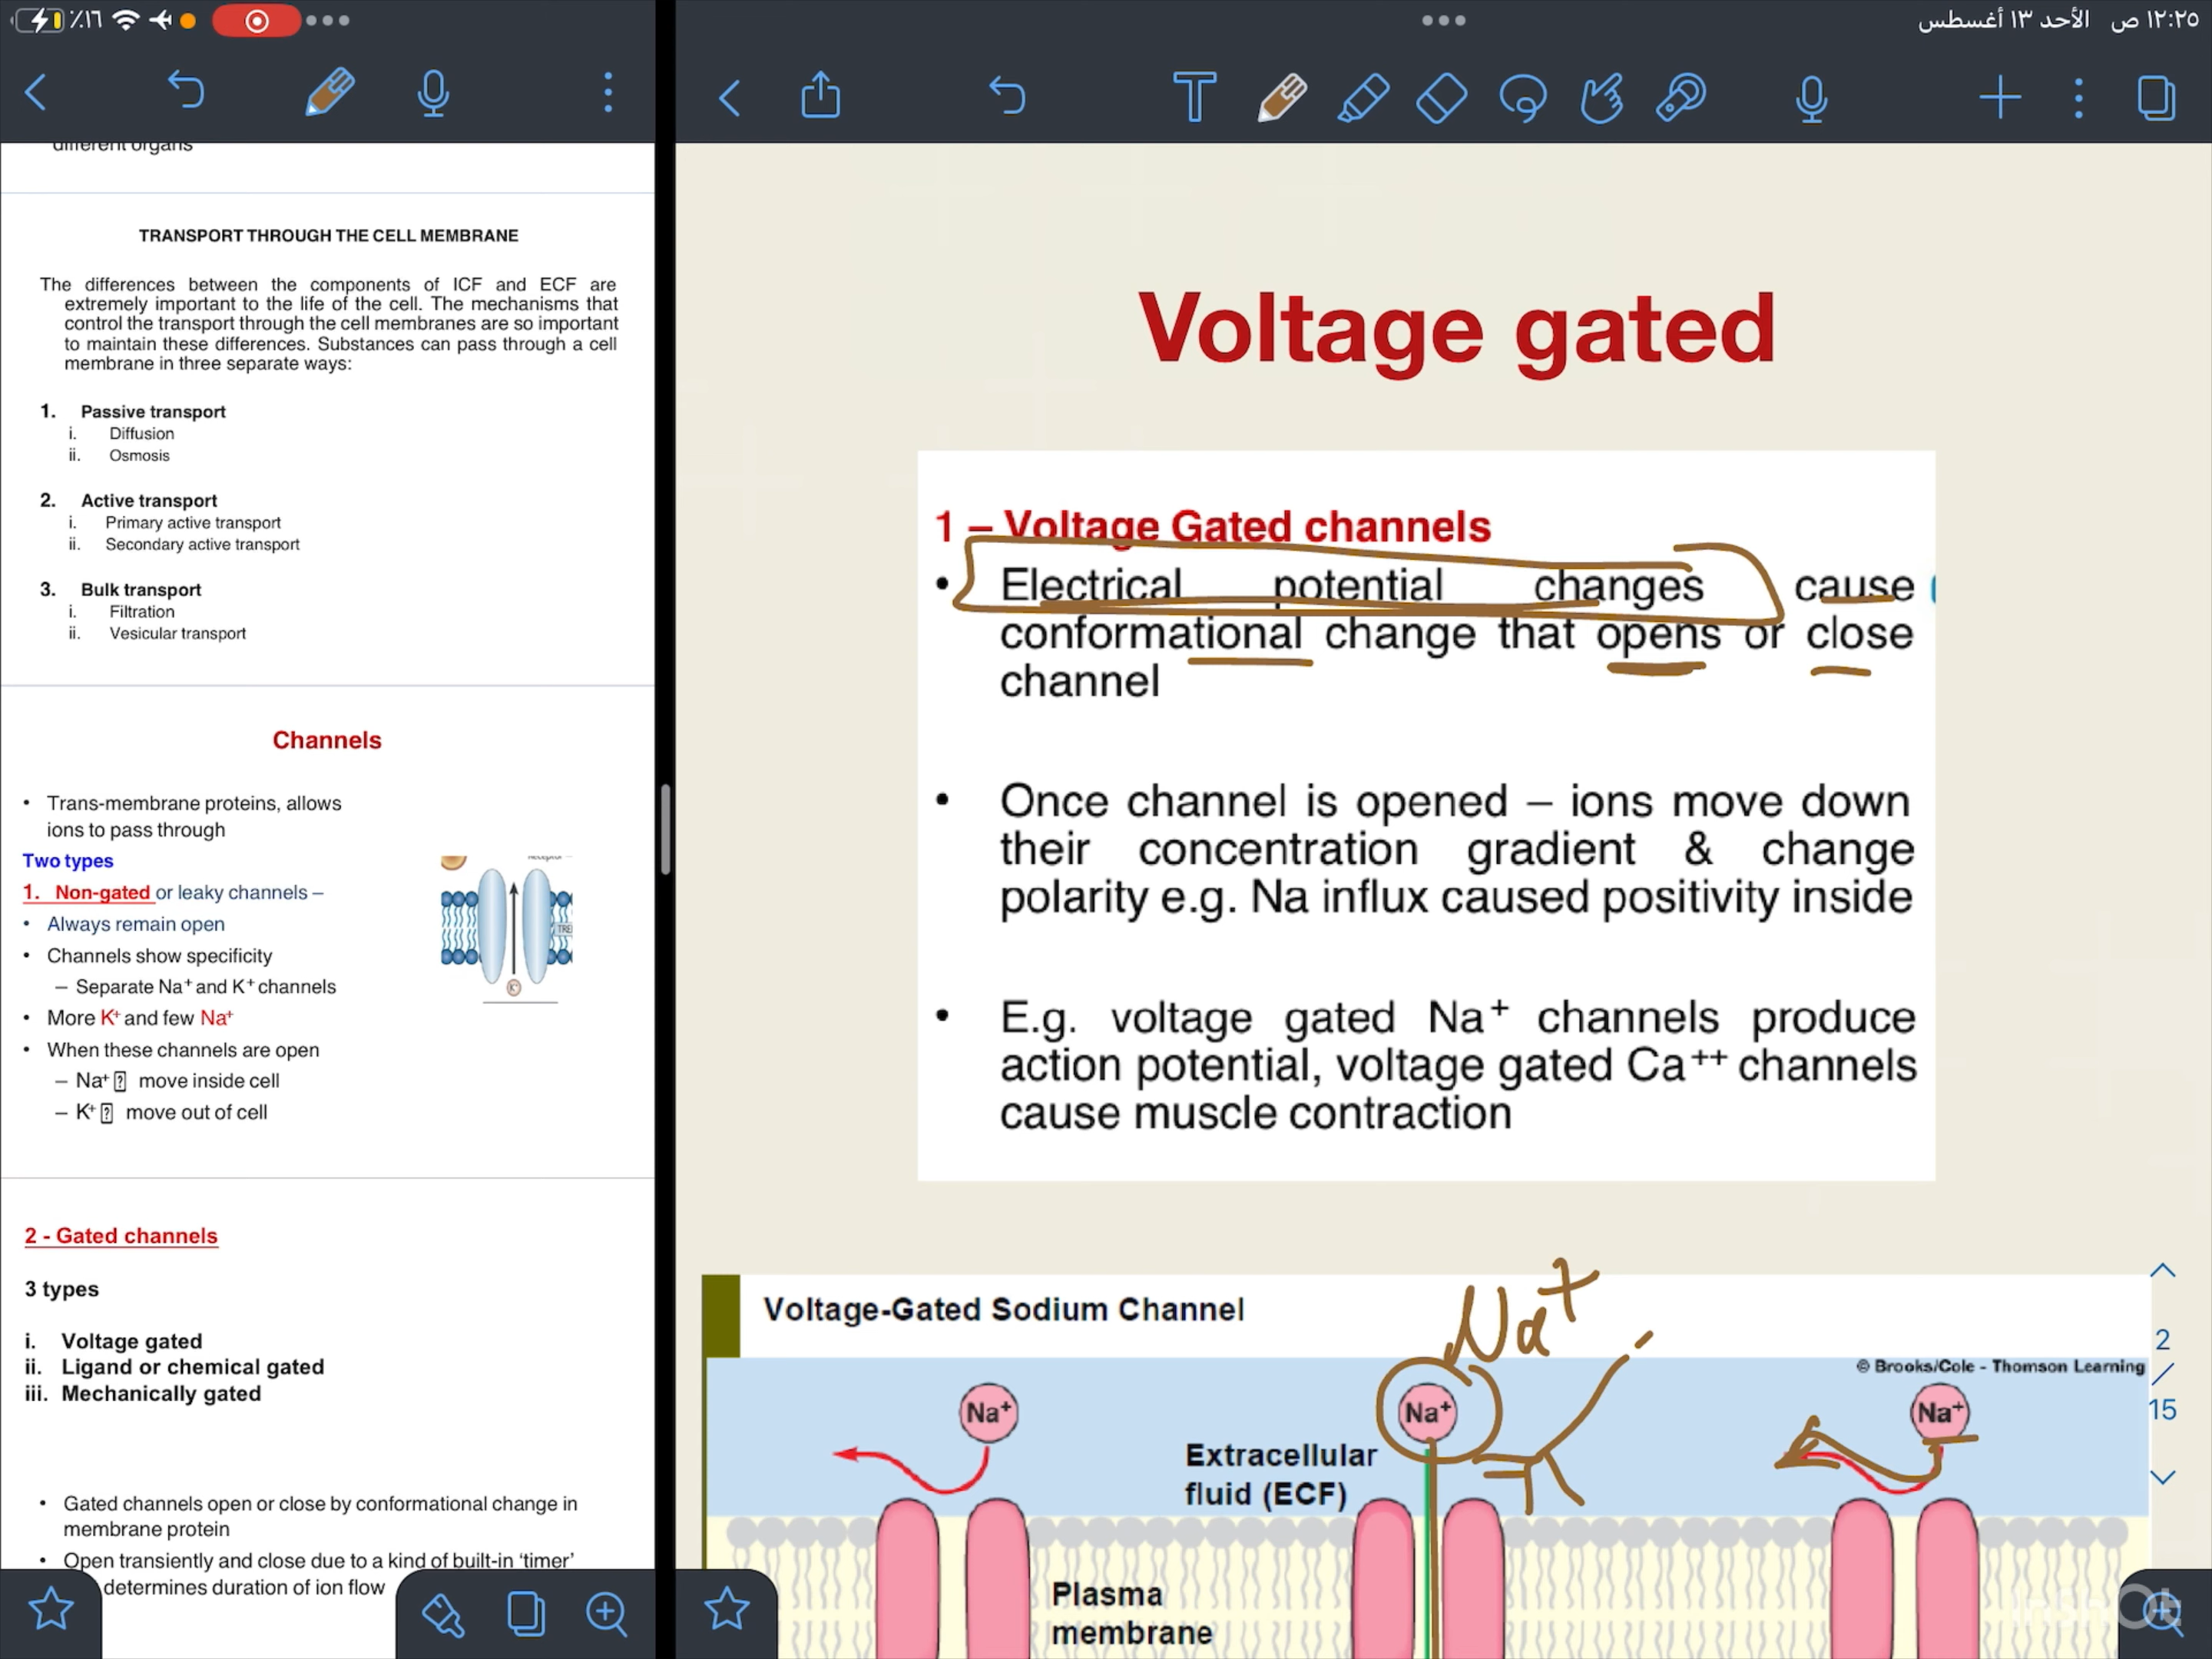 ٪١٦
١٢:٢٥ ص الأحد ١٣ أغسطس
different organs
TRANSPORT THROUGH THE CELL MEMBRANE
The differences between the components of ICF and ECF are
extremely important to the life of the cell. The mechanisms that
control the transport through the cell membranes are so important
to maintain these differences. Substances can pass through a cell
membrane in three separate ways:
1. Passive transport
i. Diffusion
ii. Osmosis
2. Active transport
i. Primary active transport
ii. Secondary active transport
3. Bulk transport
i. Filtration
ii. Vesicular transport
Channels
• Trans-membrane proteins, allows
ions to pass through
Two types
1. Non-gated or leaky channels –
• Always remain open
• Channels show specificity
– Separate Na⁺ and K⁺ channels
• More K⁺ and few Na⁺
• When these channels are open
– Na⁺ move inside cell
– K⁺ move out of cell
K⁺
2 - Gated channels
3 types
i. Voltage gated
ii. Ligand or chemical gated
iii. Mechanically gated
• Gated channels open or close by conformational change in
membrane protein
• Open transiently and close due to a kind of built-in ‘timer’
determines duration of ion flow
Voltage gated
1 – Voltage Gated channels
• Electrical potential changes cause
conformational change that opens or close
channel
• Once channel is opened – ions move down
their concentration gradient & change
polarity e.g. Na influx caused positivity inside
• E.g. voltage gated Na⁺ channels produce
action potential, voltage gated Ca⁺⁺ channels
cause muscle contraction
Na⁺
Voltage-Gated Sodium Channel
© Brooks/Cole - Thomson Learning
Na⁺ Na⁺ Na⁺
Extracellular
fluid (ECF)
Plasma
membrane
2
/
15